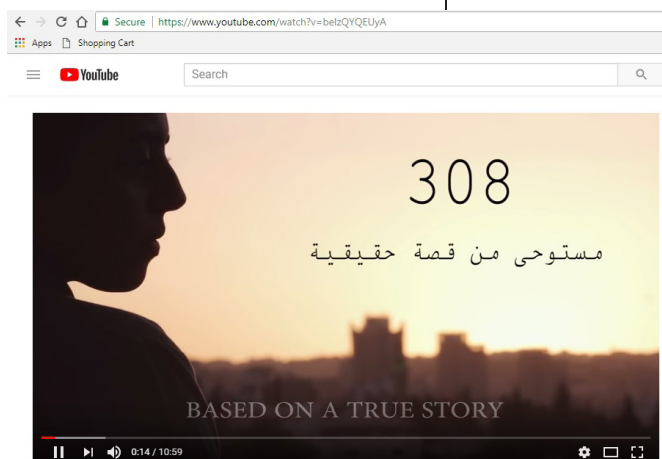 Secure | https://www.youtube.com/watch?v=belzQYQEUyA
Apps Shopping Cart
YouTube Search
308
مستوحى من قصة حقيقية
BASED ON A TRUE STORY
0:14 / 10:59